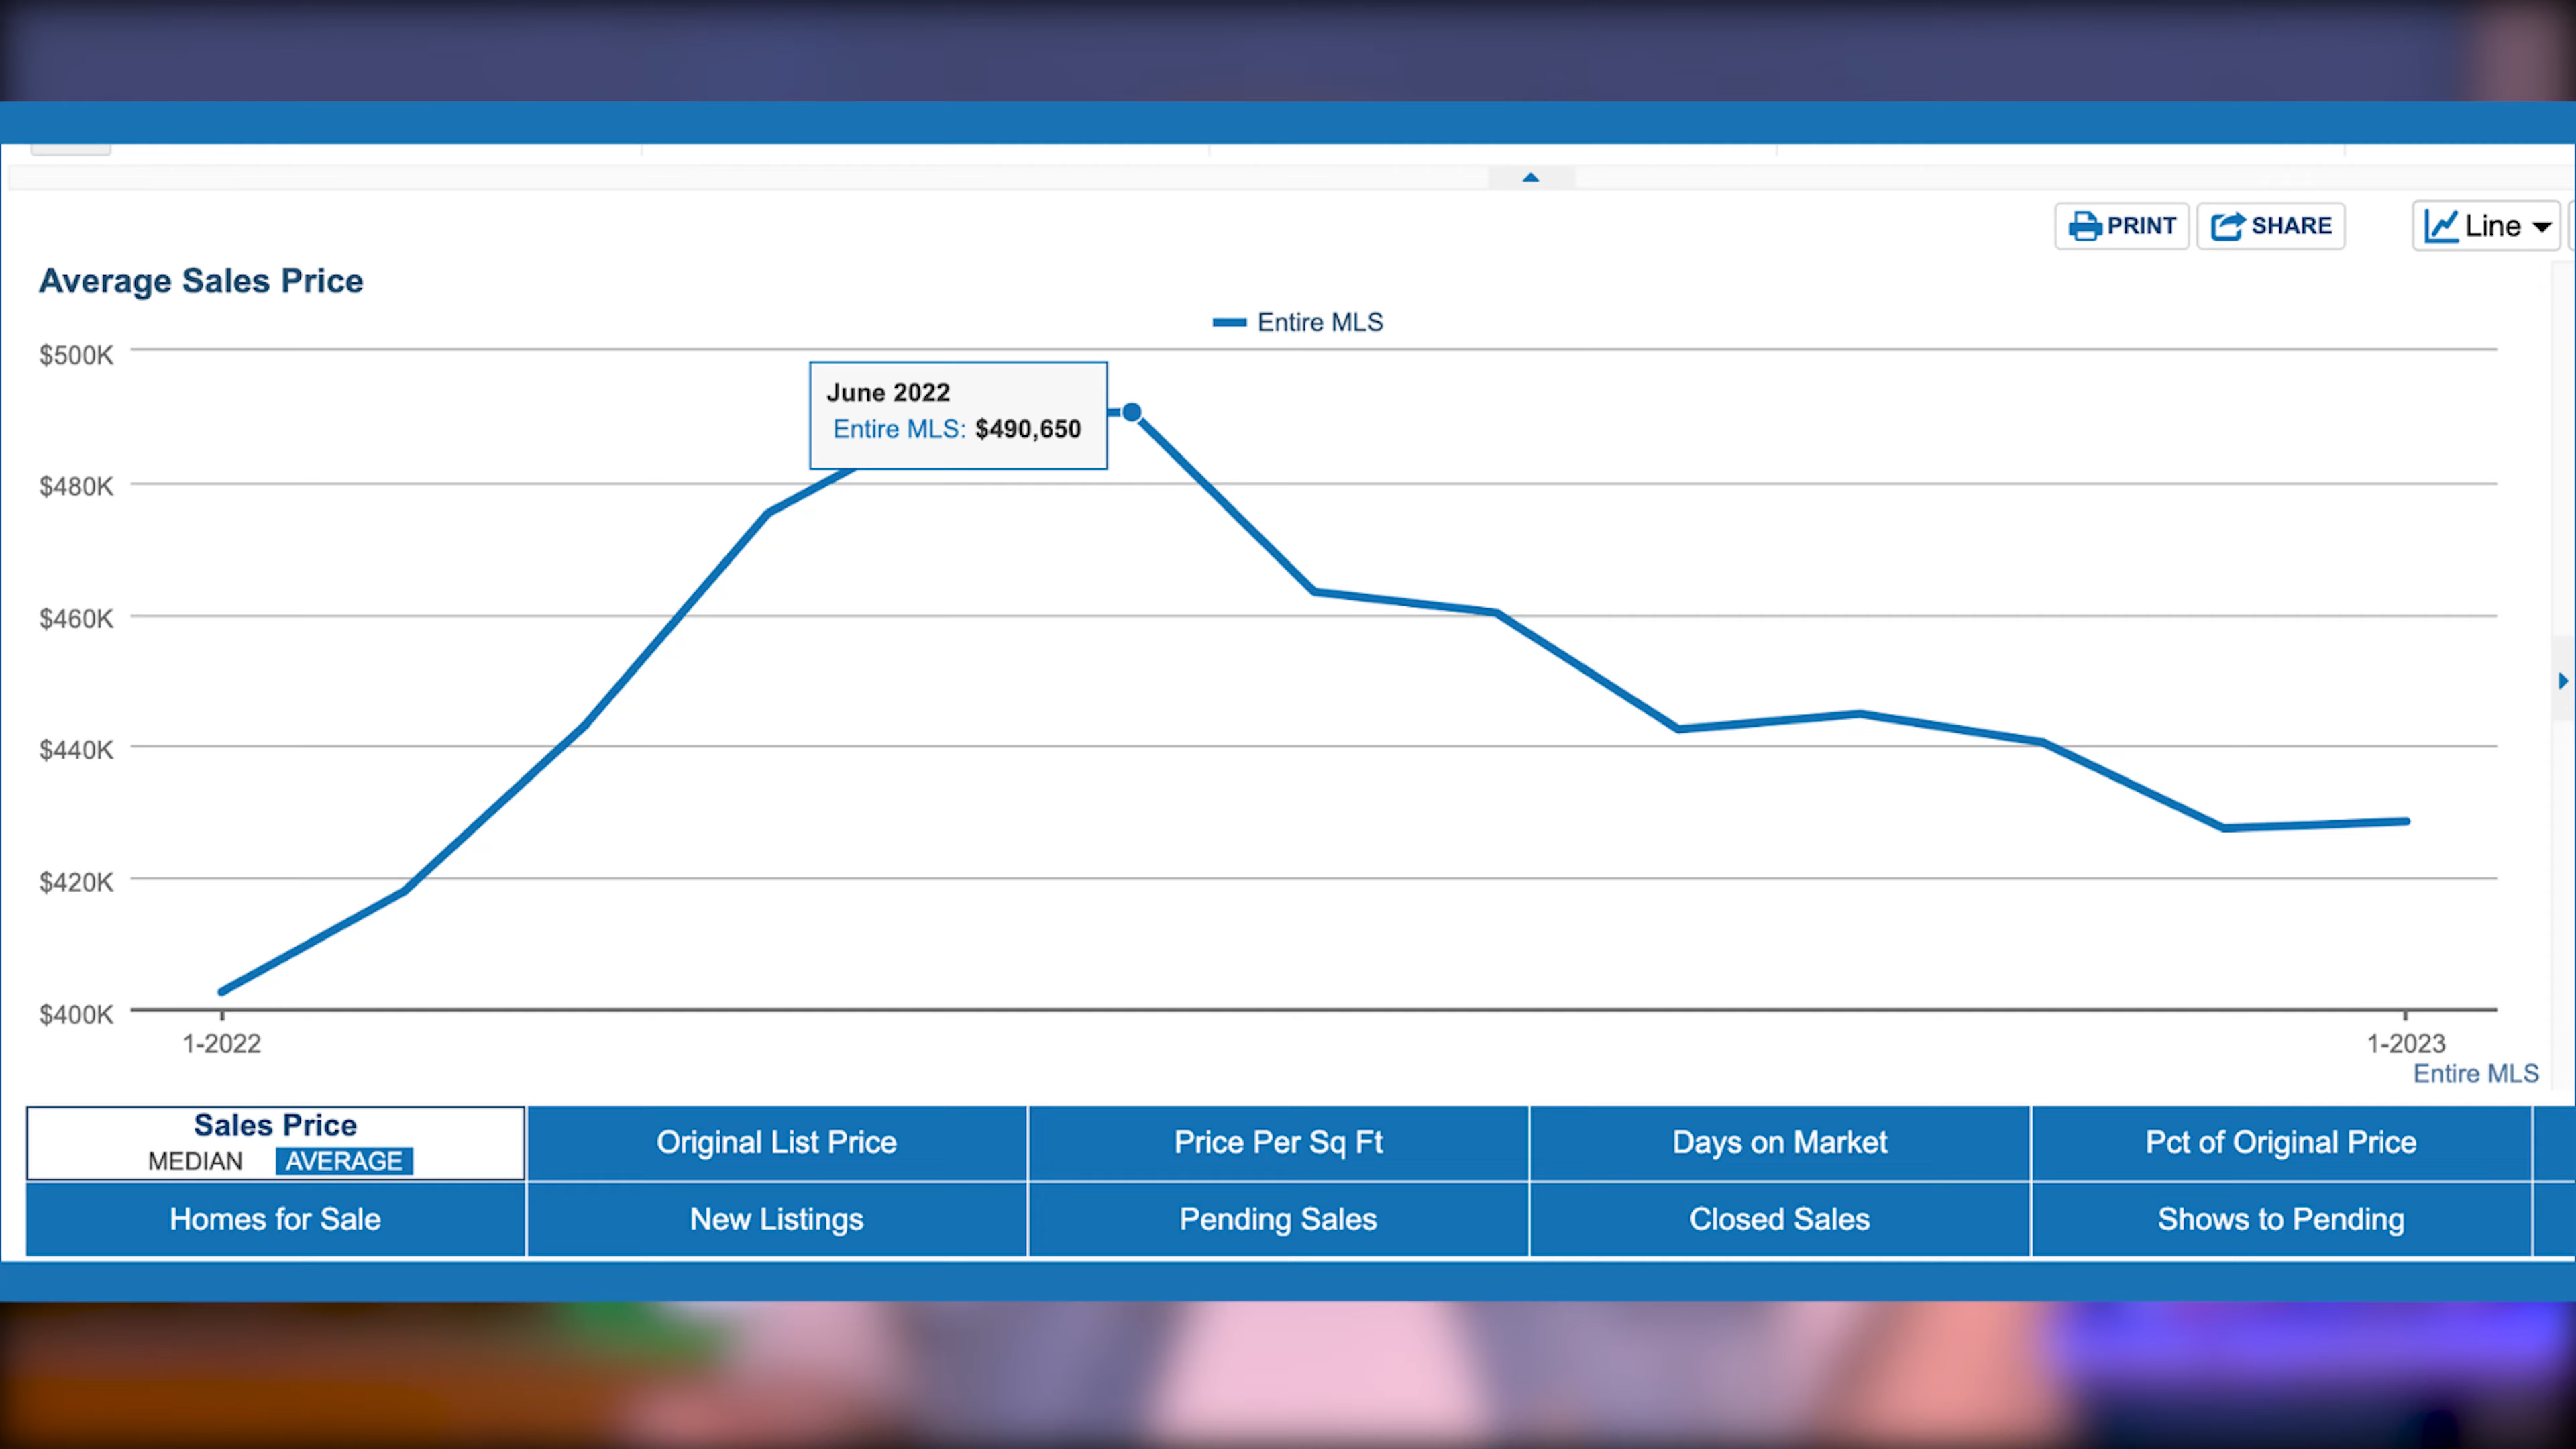 PRINT
SHARE
Line
Average Sales Price
Entire MLS
$500K
June 2022
Entire MLS: $490,650
$480K
$460K
$440K
$420K
$400K
1-2022
1-2023
Entire MLS
Sales Price
MEDIAN AVERAGE
Original List Price
Price Per Sq Ft
Days on Market
Pct of Original Price
Homes for Sale
New Listings
Pending Sales
Closed Sales
Shows to Pending